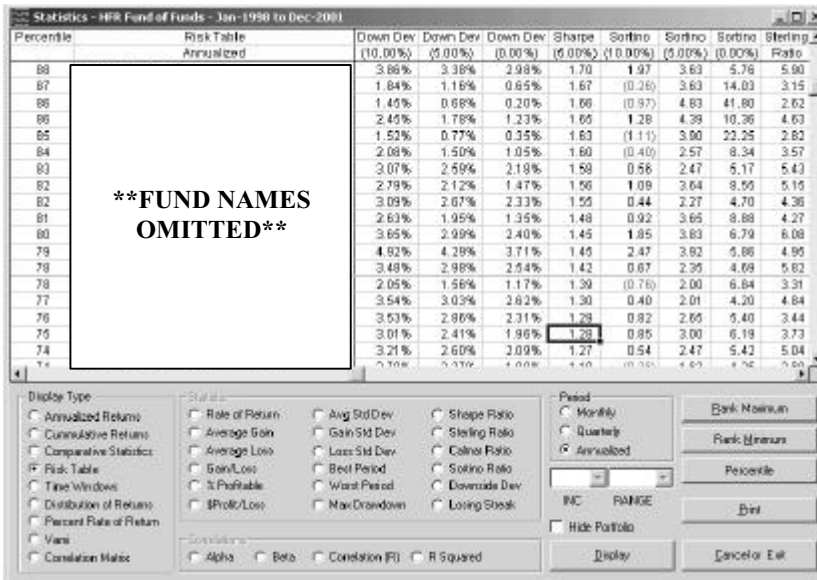 Statistics - HFR Fund of Funds - Jan-1998 to Dec-2001
Percentile Risk Table Down Dev Down Dev Down Dev Sharpe Sortino Sortino Sortino Sterling
Annualized (10.00%) (5.00%) (0.00%) (5.00%) (10.00%) (5.00%) (0.00%) Ratio
88 3.86% 3.38% 2.98% 1.70 1.97 3.63 5.76 5.90
87 1.84% 1.16% 0.65% 1.67 (0.26) 3.63 14.03 3.15
86 1.45% 0.68% 0.20% 1.66 (0.97) 4.83 41.80 2.62
86 2.45% 1.78% 1.23% 1.65 1.28 4.39 10.36 4.63
85 1.52% 0.77% 0.35% 1.63 (1.11) 3.90 22.25 2.82
84 2.08% 1.50% 1.05% 1.60 (0.40) 2.57 8.34 3.57
83 3.07% 2.59% 2.19% 1.58 0.56 2.47 5.17 5.43
82 2.79% 2.12% 1.47% 1.56 1.09 3.64 8.55 5.15
82 3.09% 2.67% 2.33% 1.55 0.44 2.27 4.70 4.36
81 2.63% 1.95% 1.35% 1.48 0.92 3.65 8.88 4.27
80 3.65% 2.99% 2.40% 1.45 1.85 3.83 6.79 6.08
79 4.92% 4.29% 3.71% 1.45 2.47 3.92 5.86 4.95
79 3.48% 2.98% 2.54% 1.42 0.67 2.35 4.69 5.82
78 2.05% 1.56% 1.17% 1.39 (0.76) 2.00 6.84 3.31
77 3.54% 3.03% 2.62% 1.30 0.40 2.01 4.20 4.84
76 3.53% 2.86% 2.31% 1.29 0.82 2.65 5.40 3.44
75 3.01% 2.41% 1.96% 1.28 0.85 3.00 6.19 3.73
74 3.21% 2.60% 2.09% 1.27 0.54 2.47 5.42 5.04
**FUND NAMES
OMITTED**
Display Type
Annualized Returns
Cummulative Returns
Comparative Statistics
Risk Table
Time Windows
Distribution of Returns
Percent Rate of Return
Vami
Correlation Matrix
Statistic
Rate of Return Avg Std Dev Sharpe Ratio
Average Gain Gain Std Dev Sterling Ratio
Average Loss Loss Std Dev Calmar Ratio
Gain/Loss Best Period Sortino Ratio
% Profitable Worst Period Downside Dev
$Profit/Loss Max Drawdown Losing Streak
Correlations
Alpha Beta Correlation (R) R Squared
Period
Monthly
Quarterly
Annualized
INC RANGE
Hide Portfolio
Display
Rank Maximum
Rank Minimum
Percentile
Print
Cancel or Exit